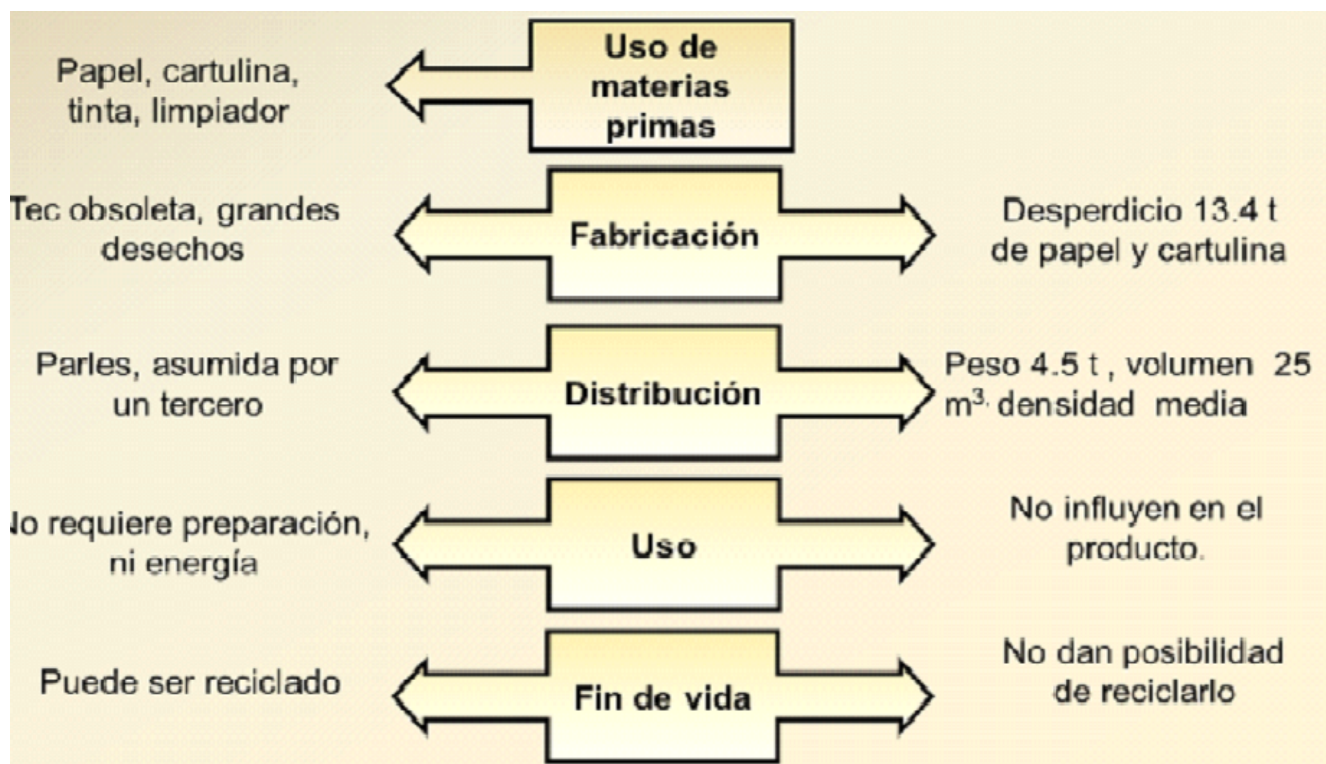 Uso de
materias
primas
Papel, cartulina,
tinta, limpiador
Tec obsoleta, grandes
desechos
Fabricación
Desperdicio 13.4 t
de papel y cartulina
Parles, asumida por
un tercero
Distribución
Peso 4.5 t , volumen 25
m³, densidad media
No requiere preparación,
ni energía
Uso
No influyen en el
producto.
Puede ser reciclado
Fin de vida
No dan posibilidad
de reciclarlo